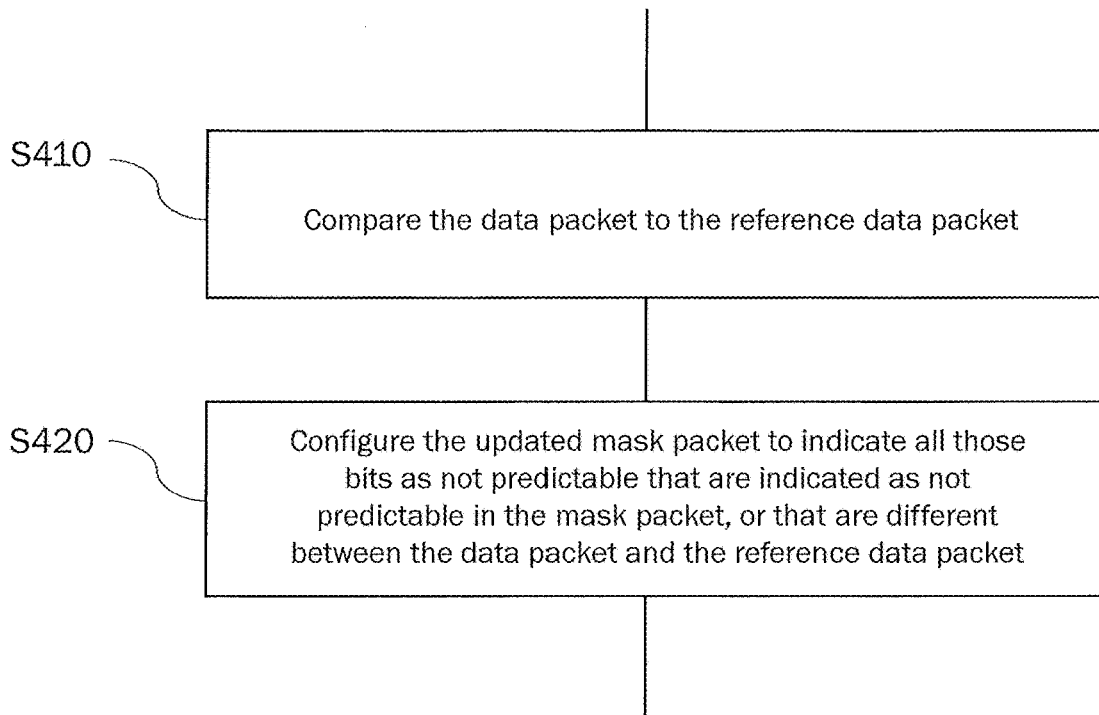 S410
Compare the data packet to the reference data packet
S420
Configure the updated mask packet to indicate all those
bits as not predictable that are indicated as not
predictable in the mask packet, or that are different
between the data packet and the reference data packet